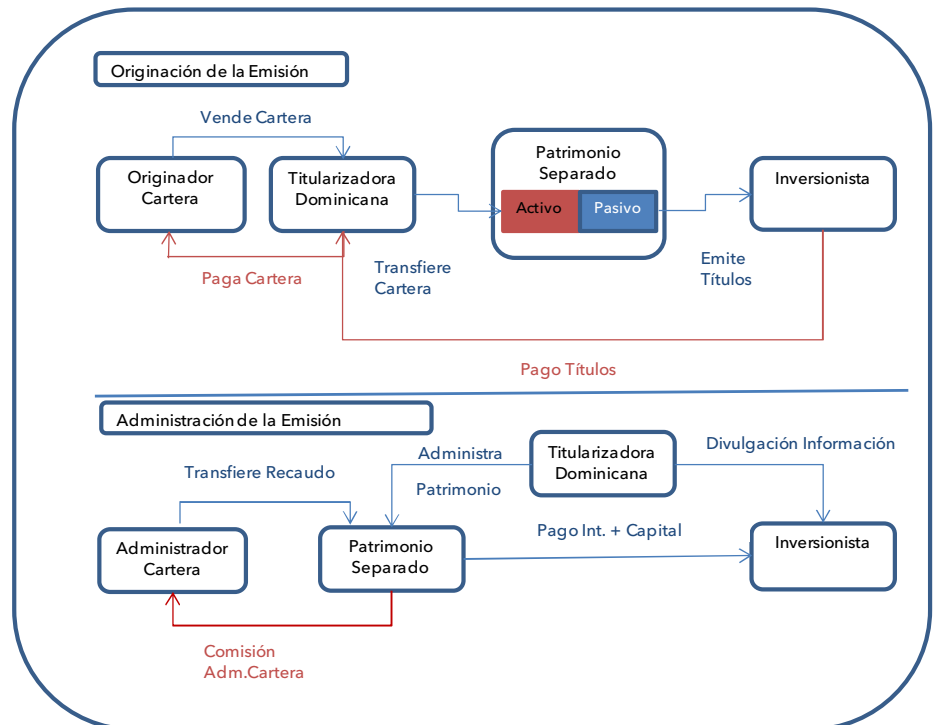 Originación de la Emisión
Vende Cartera
Originador
Cartera
Titularizadora
Dominicana
Patrimonio
Separado
Activo
Pasivo
Inversionista
Paga Cartera
Transfiere
Cartera
Emite
Títulos
Pago Títulos
Administración de la Emisión
Transfiere Recaudo
Administra
Patrimonio
Titularizadora
Dominicana
Divulgación Información
Administrador
Cartera
Patrimonio
Separado
Pago Int. + Capital
Inversionista
Comisión
Adm.Cartera